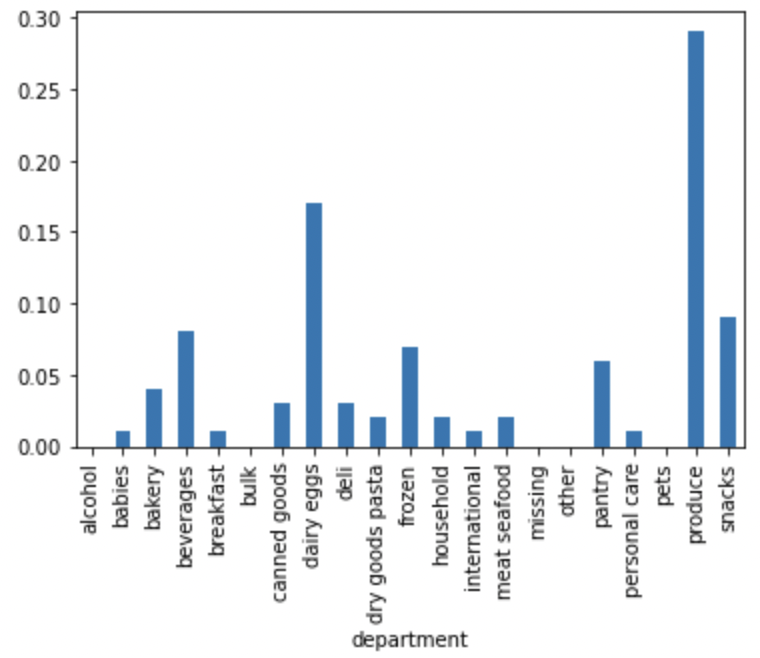 0.30
0.25
0.20
0.15
0.10
0.05
0.00
alcohol
babies
bakery
beverages
breakfast
bulk
canned goods
dairy eggs
deli
dry goods pasta
frozen
household
international
meat seafood
missing
other
pantry
personal care
pets
produce
snacks
department